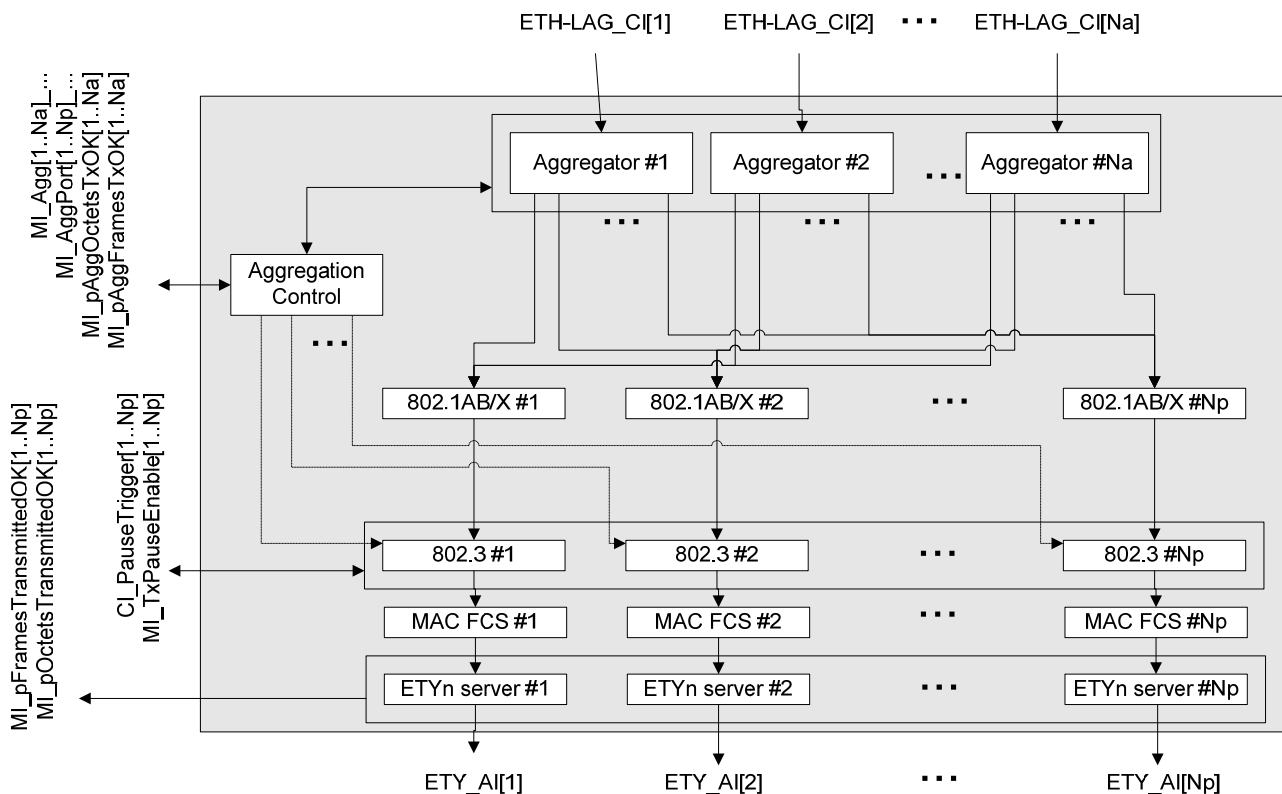 ETH-LAG_CI[1]
ETH-LAG_CI[2]
...
ETH-LAG_CI[Na]
MI_Agg[1..Na]_...
MI_AggPort[1..Np]_...
MI_pAggOctetsTxOK[1..Na]
MI_pAggFramesTxOK[1..Na]
Aggregator #1
Aggregator #2
...
Aggregator #Na
...
...
...
Aggregation
Control
...
802.1AB/X #1
802.1AB/X #2
...
802.1AB/X #Np
CI_PauseTrigger[1..Np]
MI_TxPauseEnable[1..Np]
802.3 #1
802.3 #2
...
802.3 #Np
MAC FCS #1
MAC FCS #2
...
MAC FCS #Np
MI_pFramesTransmittedOK[1..Np]
MI_pOctetsTransmittedOK[1..Np]
ETYn server #1
ETYn server #2
...
ETYn server #Np
ETY_AI[1]
ETY_AI[2]
...
ETY_AI[Np]